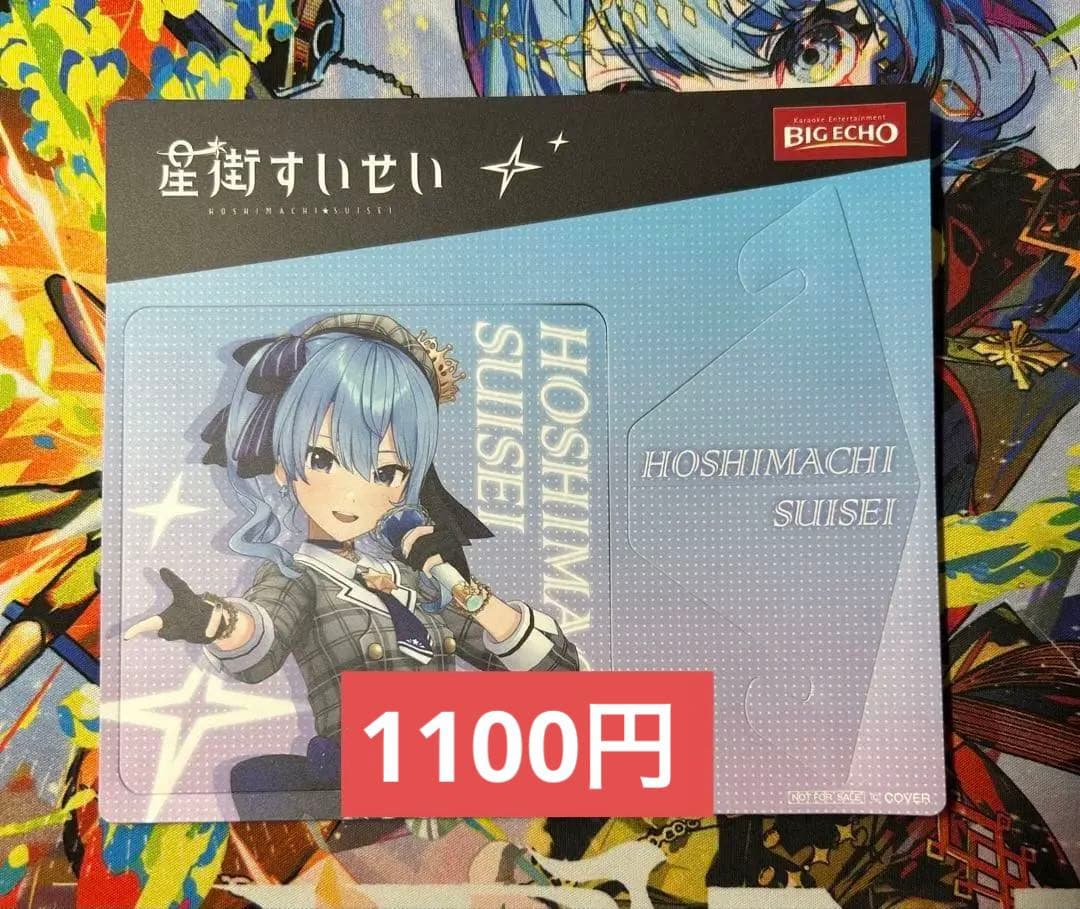 Karaoke Entertainment
BIG ECHO
星街すいせい
HOSHIMACHI★SUISEI
HOSHIMA
SUISEI
HOSHIMACHI
SUISEI
1100円
NOT FOR SALE © COVER